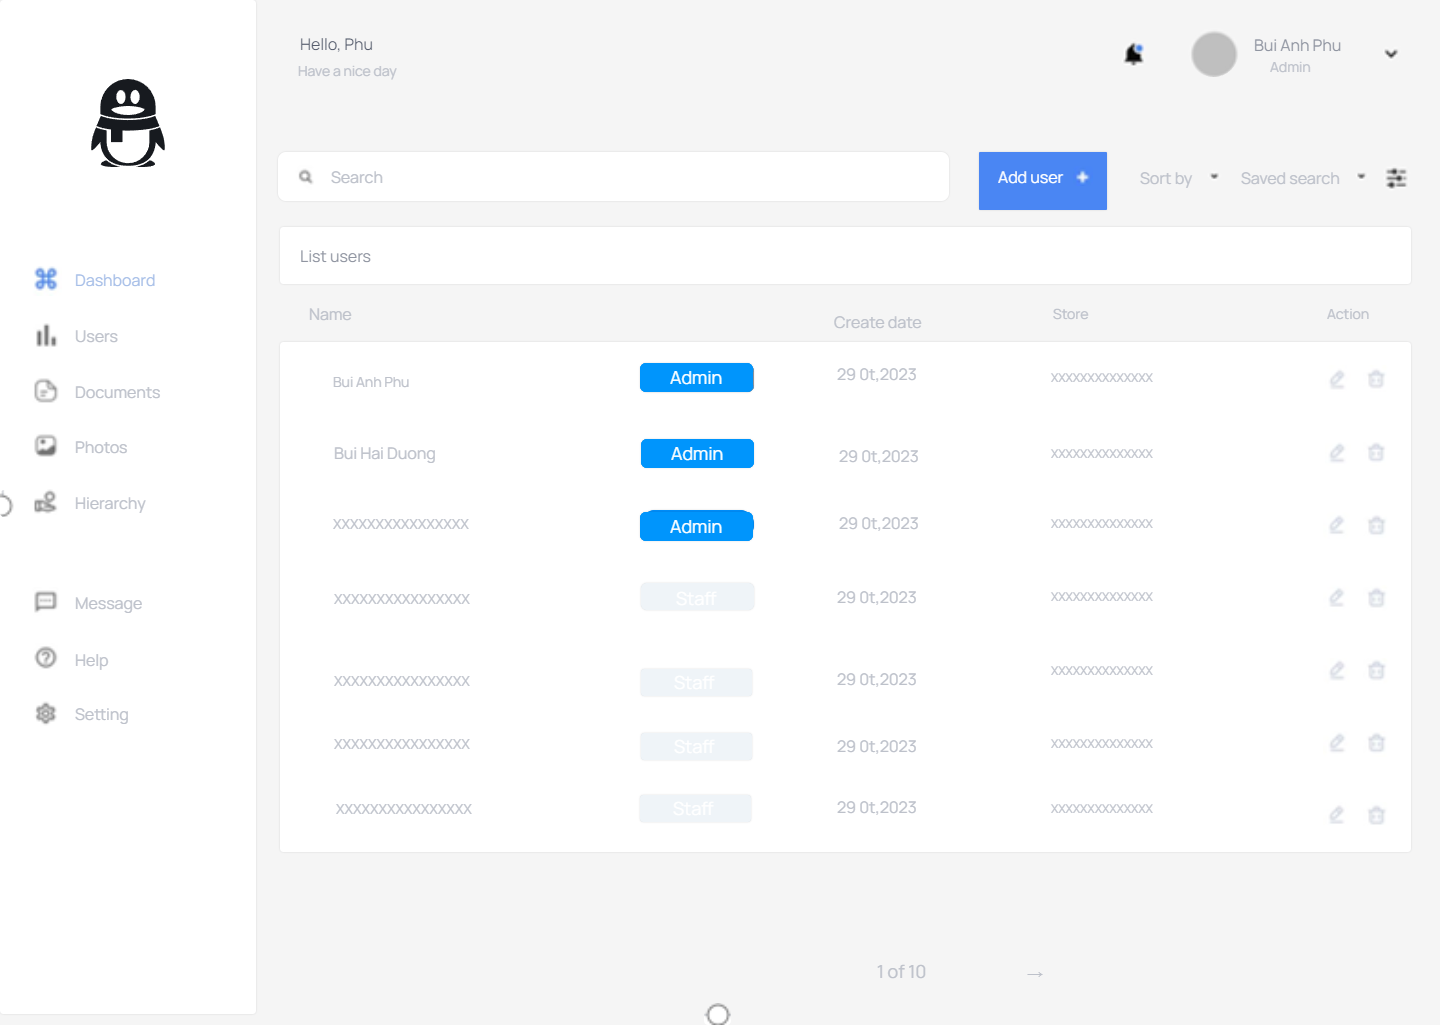 Hello, Phu
Have a nice day
Bui Anh Phu
Admin
Search
Add user +
Sort by
Saved search
List users
Dashboard
Users
Documents
Photos
Hierarchy
Message
Help
Setting
Name
Create date
Store
Action
Bui Anh Phu Admin 29 0t,2023 xxxxxxxxxxxxxx
Bui Hai Duong Admin 29 0t,2023 xxxxxxxxxxxxxx
xxxxxxxxxxxxxxxx Admin 29 0t,2023 xxxxxxxxxxxxxx
xxxxxxxxxxxxxxxx Staff 29 0t,2023 xxxxxxxxxxxxxx
xxxxxxxxxxxxxxxx Staff 29 0t,2023 xxxxxxxxxxxxxx
xxxxxxxxxxxxxxxx Staff 29 0t,2023 xxxxxxxxxxxxxx
xxxxxxxxxxxxxxxx Staff 29 0t,2023 xxxxxxxxxxxxxx
1 of 10 →